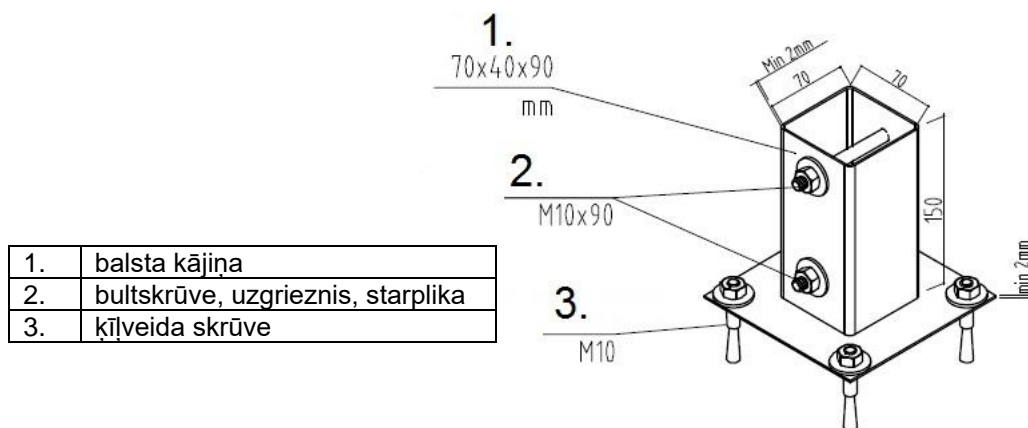 1.
70x40x90
mm
2.
M10x90
3.
M10
Min 2mm
70
70
150
min 2mm
1. balsta kājiņa
2. bultskrūve, uzgrieznis, starplika
3. ķīļveida skrūve